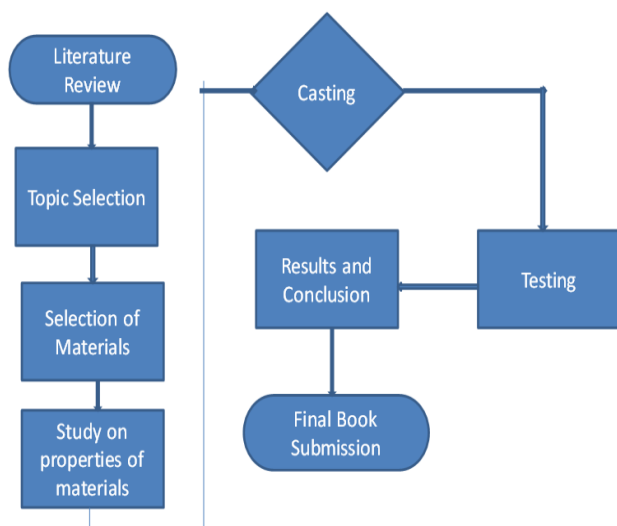 Literature
Review
Topic Selection
Selection of
Materials
Study on
properties of
materials
Casting
Testing
Results and
Conclusion
Final Book
Submission